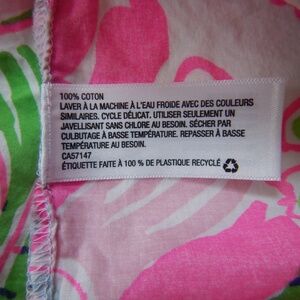 100% COTON
LAVER À LA MACHINE À L'EAU FROIDE AVEC DES COULEURS
SIMILAIRES. CYCLE DÉLICAT. UTILISER SEULEMENT UN
JAVELLISANT SANS CHLORE AU BESOIN. SÉCHER PAR
CULBUTAGE À BASSE TEMPÉRATURE. REPASSER À BASSE
TEMPÉRATURE AU BESOIN.
CA57147
ÉTIQUETTE FAITE À 100 % DE PLASTIQUE RECYCLÉ